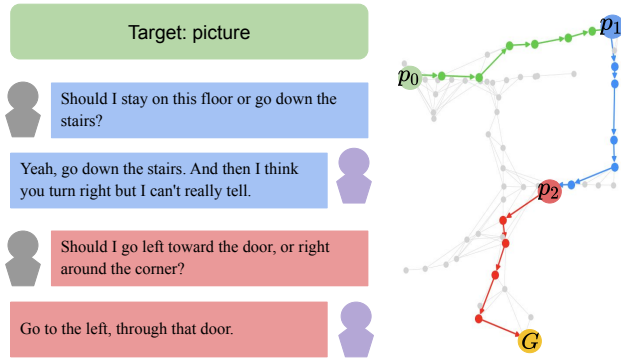 Target: picture
Should I stay on this floor or go down the
stairs?
Yeah, go down the stairs. And then I think
you turn right but I can't really tell.
Should I go left toward the door, or right
around the corner?
Go to the left, through that door.
p0
p1
p2
G